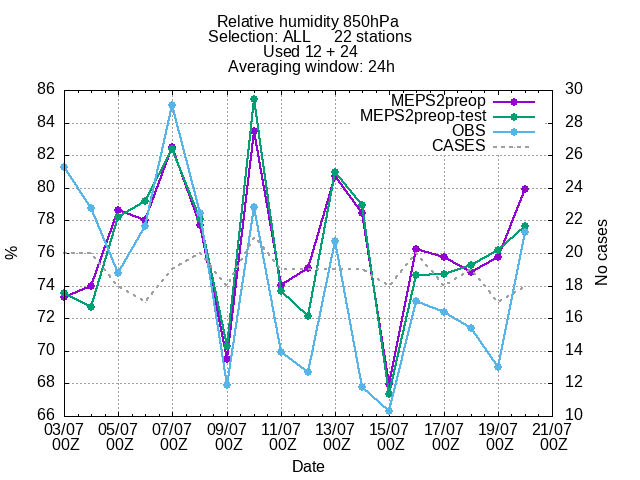 Relative humidity 850hPa
Selection: ALL 22 stations
Used 12 + 24
Averaging window: 24h
MEPS2preop
MEPS2preop-test
OBS
CASES
86
84
82
80
78
76
74
72
70
68
66
%
30
28
26
24
22
20
18
16
14
12
10
No cases
03/07 05/07 07/07 09/07 11/07 13/07 15/07 17/07 19/07 21/07
00Z 00Z 00Z 00Z 00Z 00Z 00Z 00Z 00Z 00Z
Date